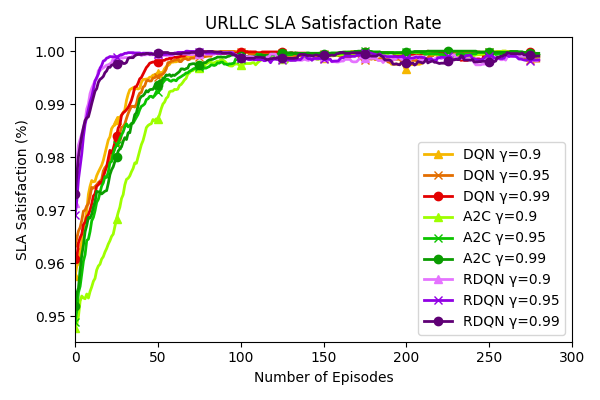 URLLC SLA Satisfaction Rate
SLA Satisfaction (%)
1.00
0.99
0.98
0.97
0.96
0.95
DQN γ=0.9
DQN γ=0.95
DQN γ=0.99
A2C γ=0.9
A2C γ=0.95
A2C γ=0.99
RDQN γ=0.9
RDQN γ=0.95
RDQN γ=0.99
0 50 100 150 200 250 300
Number of Episodes